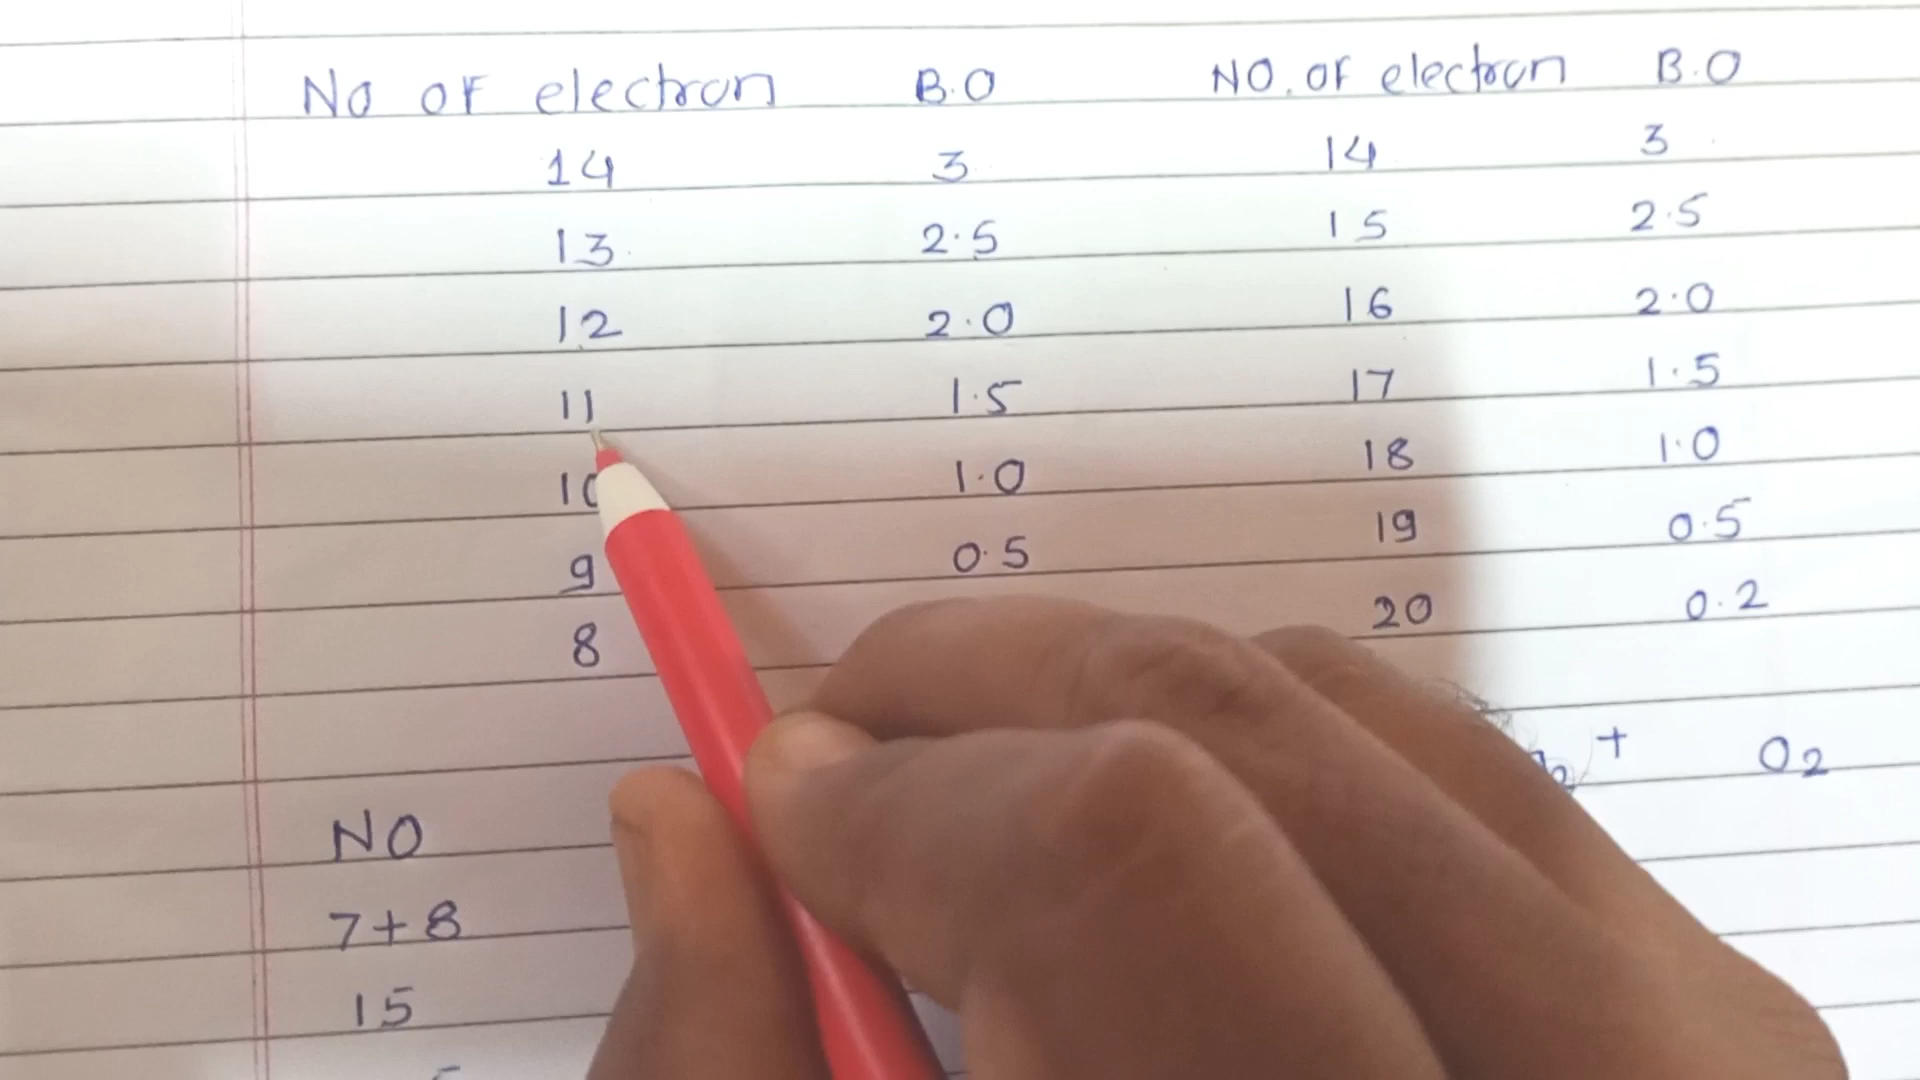 No OF electron B.O NO. OF electron B.O
14 3 14 3
13 2.5 15 2.5
12 2.0 16 2.0
11 1.5 17 1.5
10 1.0 18 1.0
9 0.5 19 0.5
8 20 0.2
+ O2
NO
7+8
15